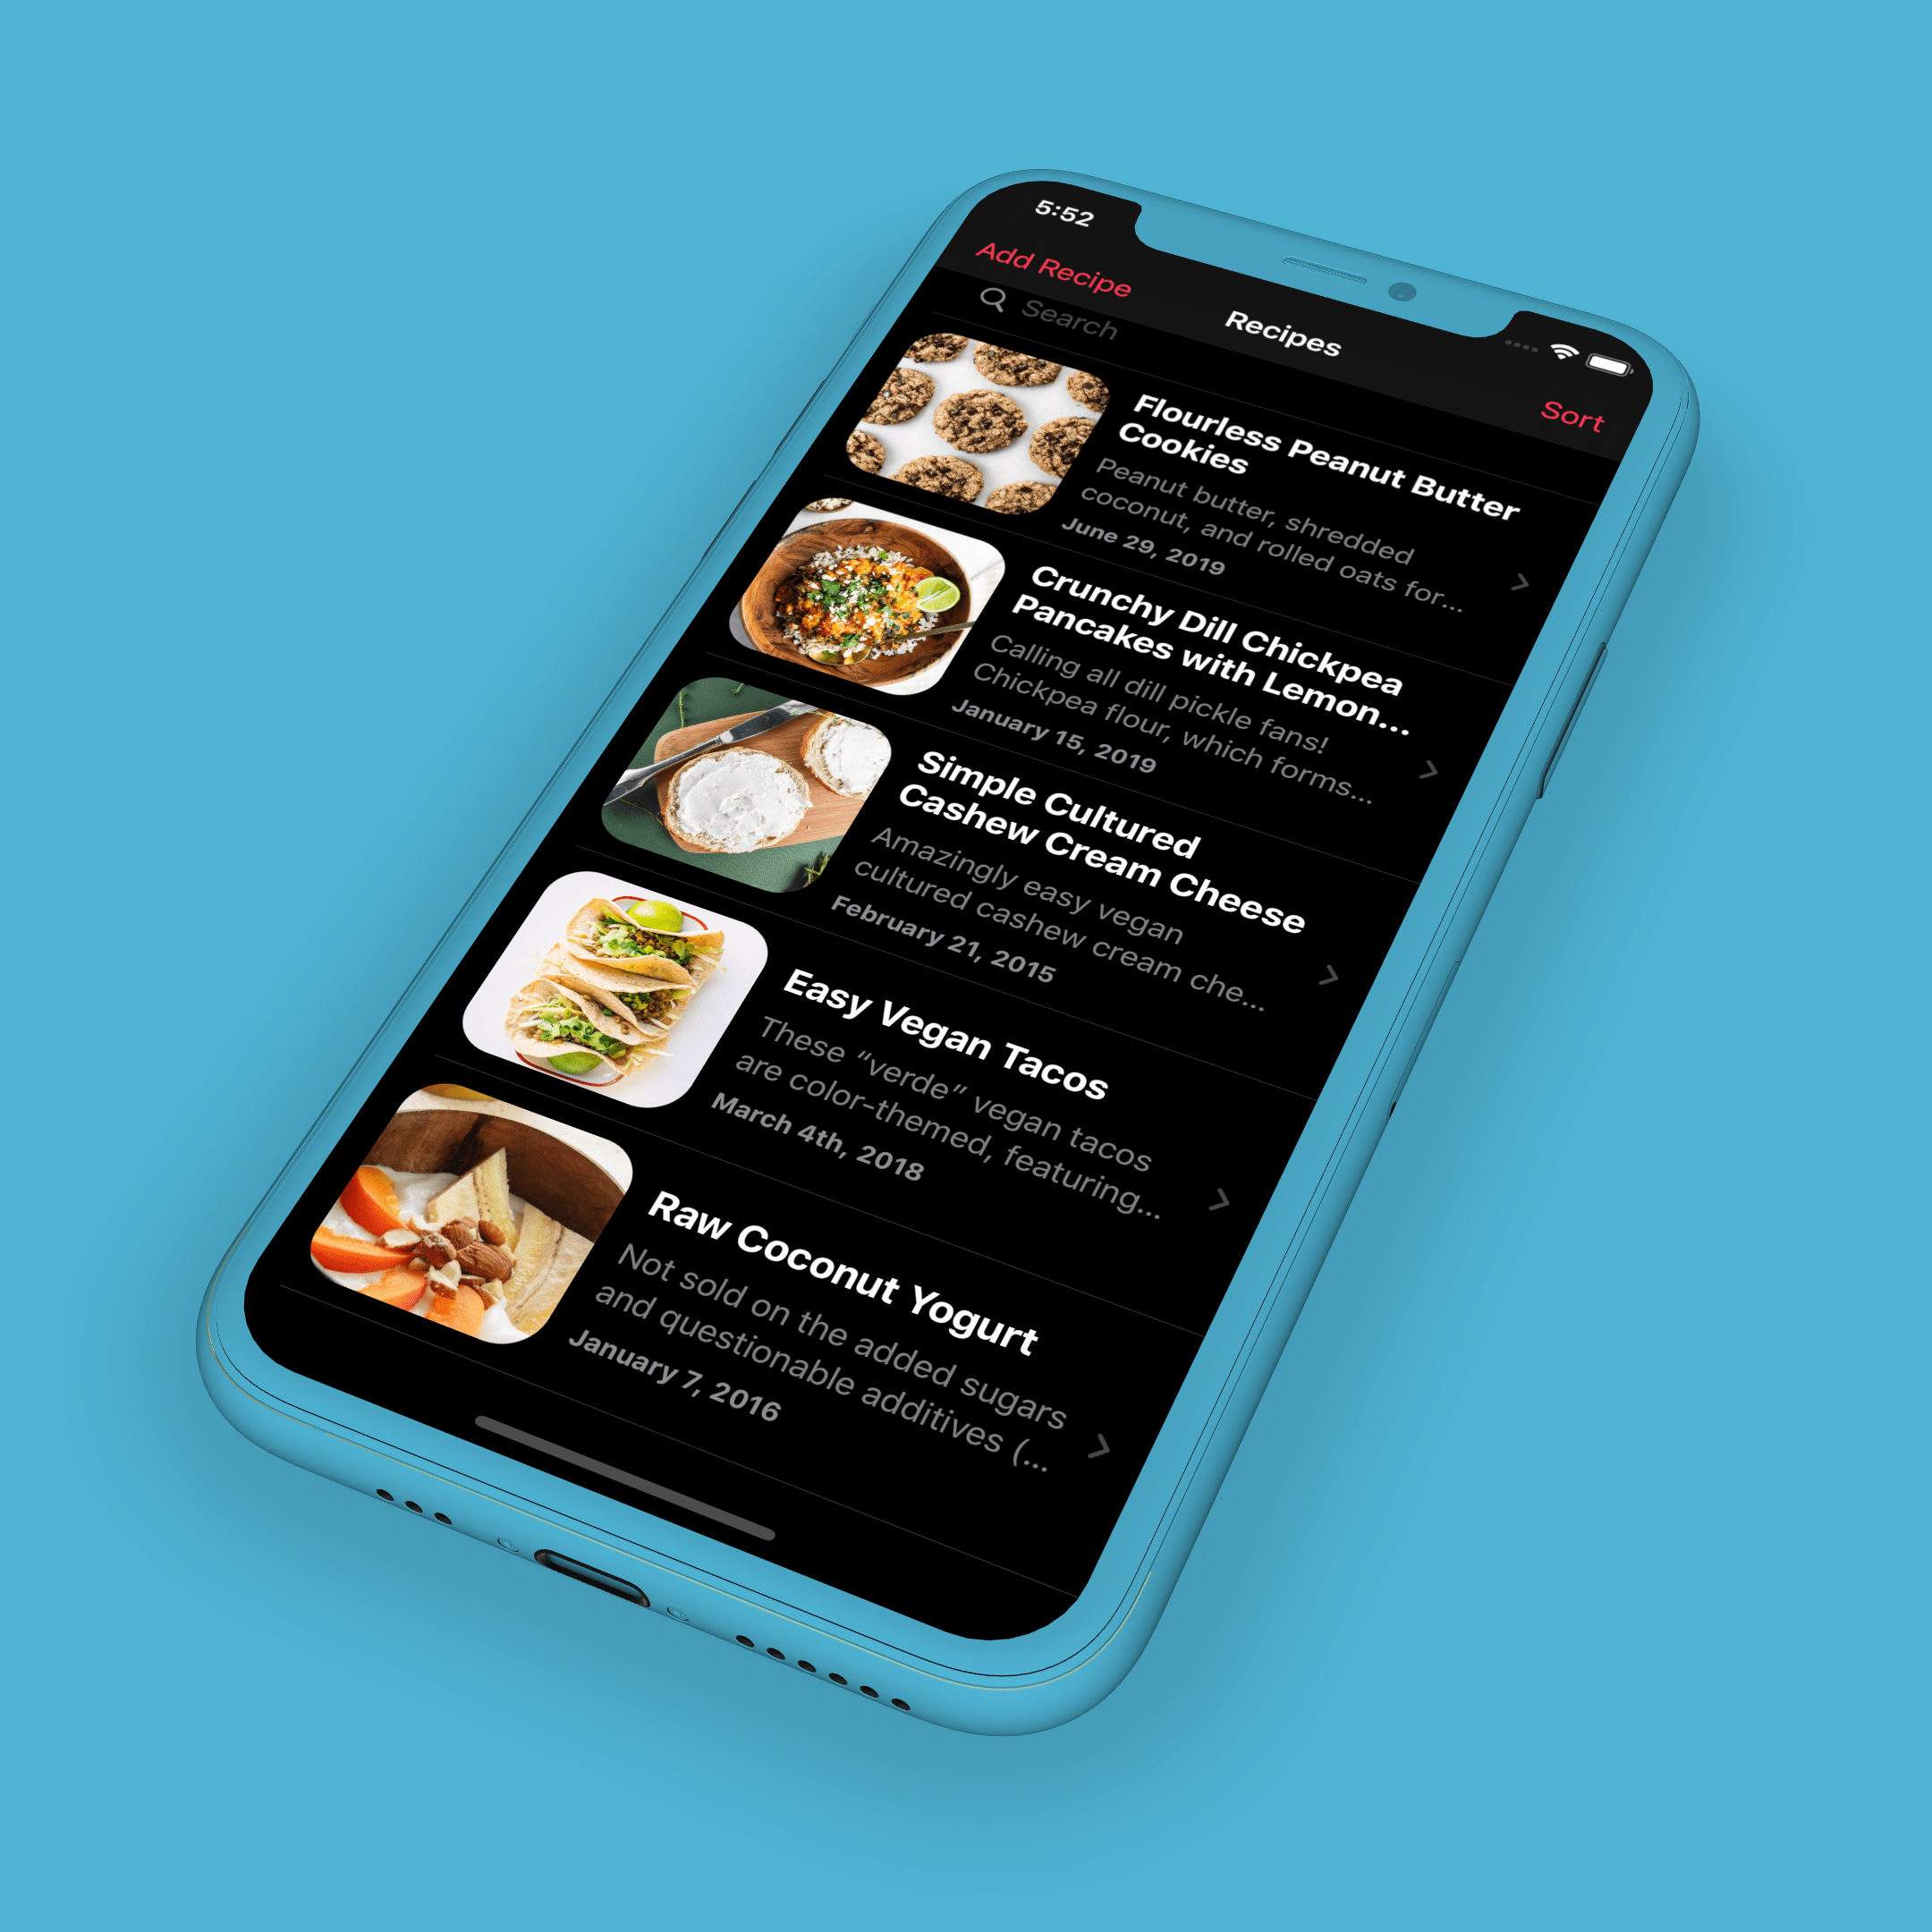 5:52
Add Recipe
Recipes
Sort
Search
Flourless Peanut Butter
Cookies
Peanut butter, shredded
coconut, and rolled oats for...
June 29, 2019
Crunchy Dill Chickpea
Pancakes with Lemon...
Calling all dill pickle fans!
Chickpea flour, which forms...
January 15, 2019
Simple Cultured
Cashew Cream Cheese
Amazingly easy vegan
cultured cashew cream che...
February 21, 2015
Easy Vegan Tacos
These “verde” vegan tacos
are color-themed, featuring...
March 4th, 2018
Raw Coconut Yogurt
Not sold on the added sugars
and questionable additives (...
January 7, 2016